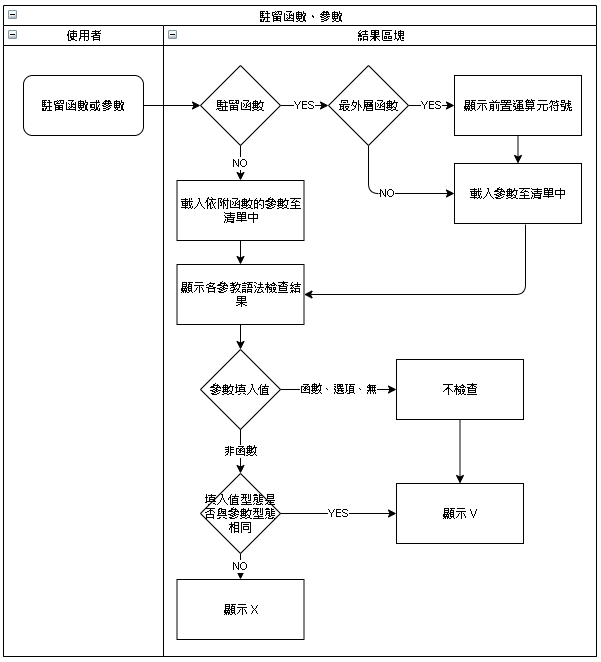 駐留函數、參數
使用者
結果區塊
駐留函數或參數
駐留函數
YES
最外層函數
YES
顯示前置運算元符號
NO
NO
載入參數至清單中
載入依附函數的參數至
清單中
顯示各參教語法檢查結
果
參數填入值
函數、選項、無
不檢查
非函數
填入值型態是
否與參數型態
相同
YES
顯示 V
NO
顯示 X